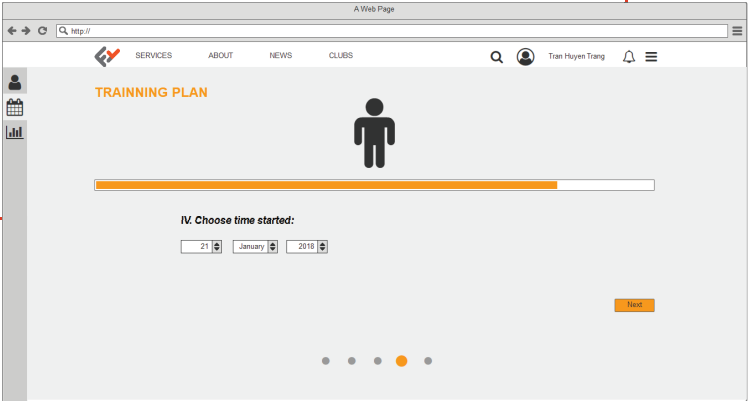 A Web Page
http://
SERVICES ABOUT NEWS CLUBS Tran Huyen Trang
TRAINNING PLAN
IV. Choose time started:
21 January 2018
Next